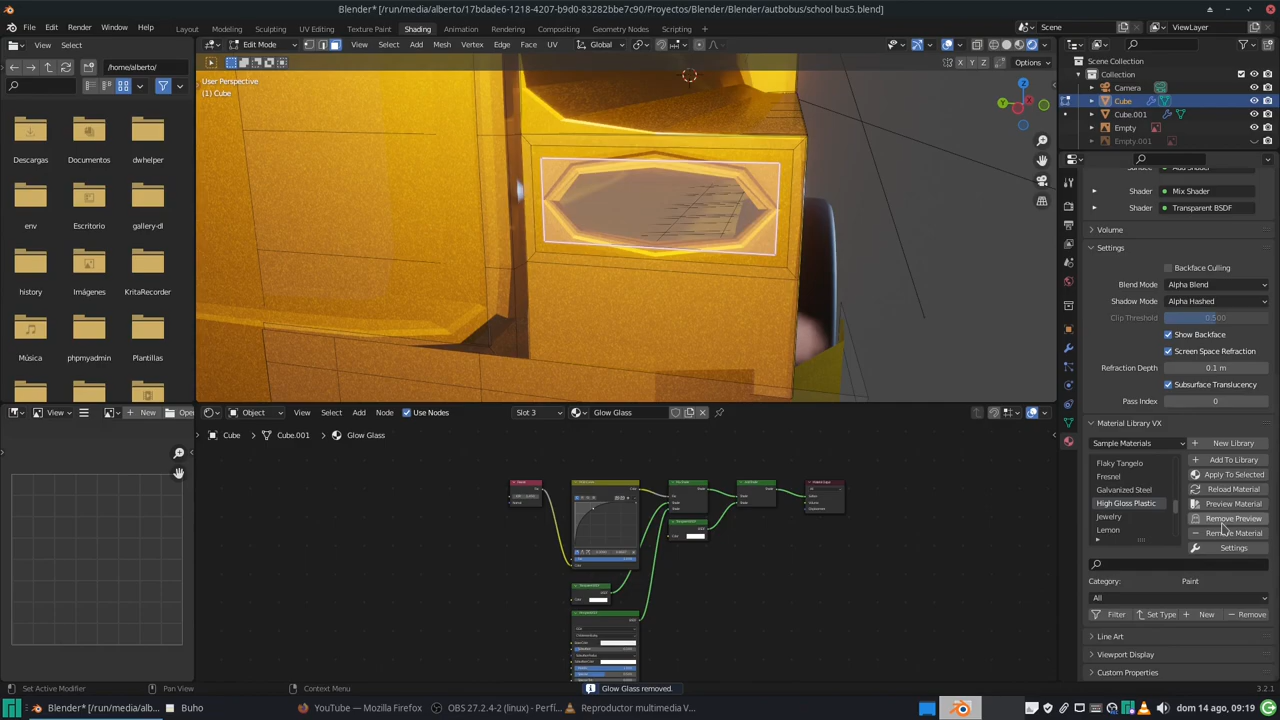 Blender* [/run/media/alberto/17bdade6-1218-4207-b9d0-83282bbe7c90/Proyectos/Blender/Blender/autbobus/school bus5.blend]
File Edit Render Window Help Layout Modeling Sculpting UV Editing Texture Paint Shading Animation Rendering Compositing Geometry Nodes Scripting Scene ViewLayer
View Select Edit Mode View Select Add Mesh Vertex Edge Face UV Global
/home/alberto/ X Y Z Options
User Perspective
(1) Cube
Scene Collection
Collection
Camera
Cube
Cube.001
Empty
Empty.001
Descargas Documentos dwhelper
env Escritorio gallery-dl
history Imágenes KritaRecorder
Música phpmyadmin Plantillas
Shader Mix Shader
Shader Transparent BSDF
Volume
Settings
Backface Culling
Blend Mode Alpha Blend
Shadow Mode Alpha Hashed
Clip Threshold 0.500
Show Backface
Screen Space Refraction
Refraction Depth 0.1 m
Subsurface Translucency
Pass Index 0
Material Library VX
Sample Materials New Library
Flaky Tangelo
Fresnel
Galvanized Steel
High Gloss Plastic
Jewelry
Lemon
Add To Library
Apply To Selected
Reload Material
Preview Material
Remove Preview
Remove Material
Settings
Category: Paint
All
Filter Set Type New Remove
Line Art
Viewport Display
Custom Properties
View New Open
Object View Select Add Node Use Nodes Slot 3 Glow Glass
Cube Cube.001 Glow Glass
Set Active Modifier Pan View Context Menu Glow Glass removed. 3.2.1
Blender* [/run/media/alb... Buho YouTube — Mozilla Firefox OBS 27.2.4-2 (linux) - Perfi... Reproductor multimedia V... dom 14 ago, 09:19